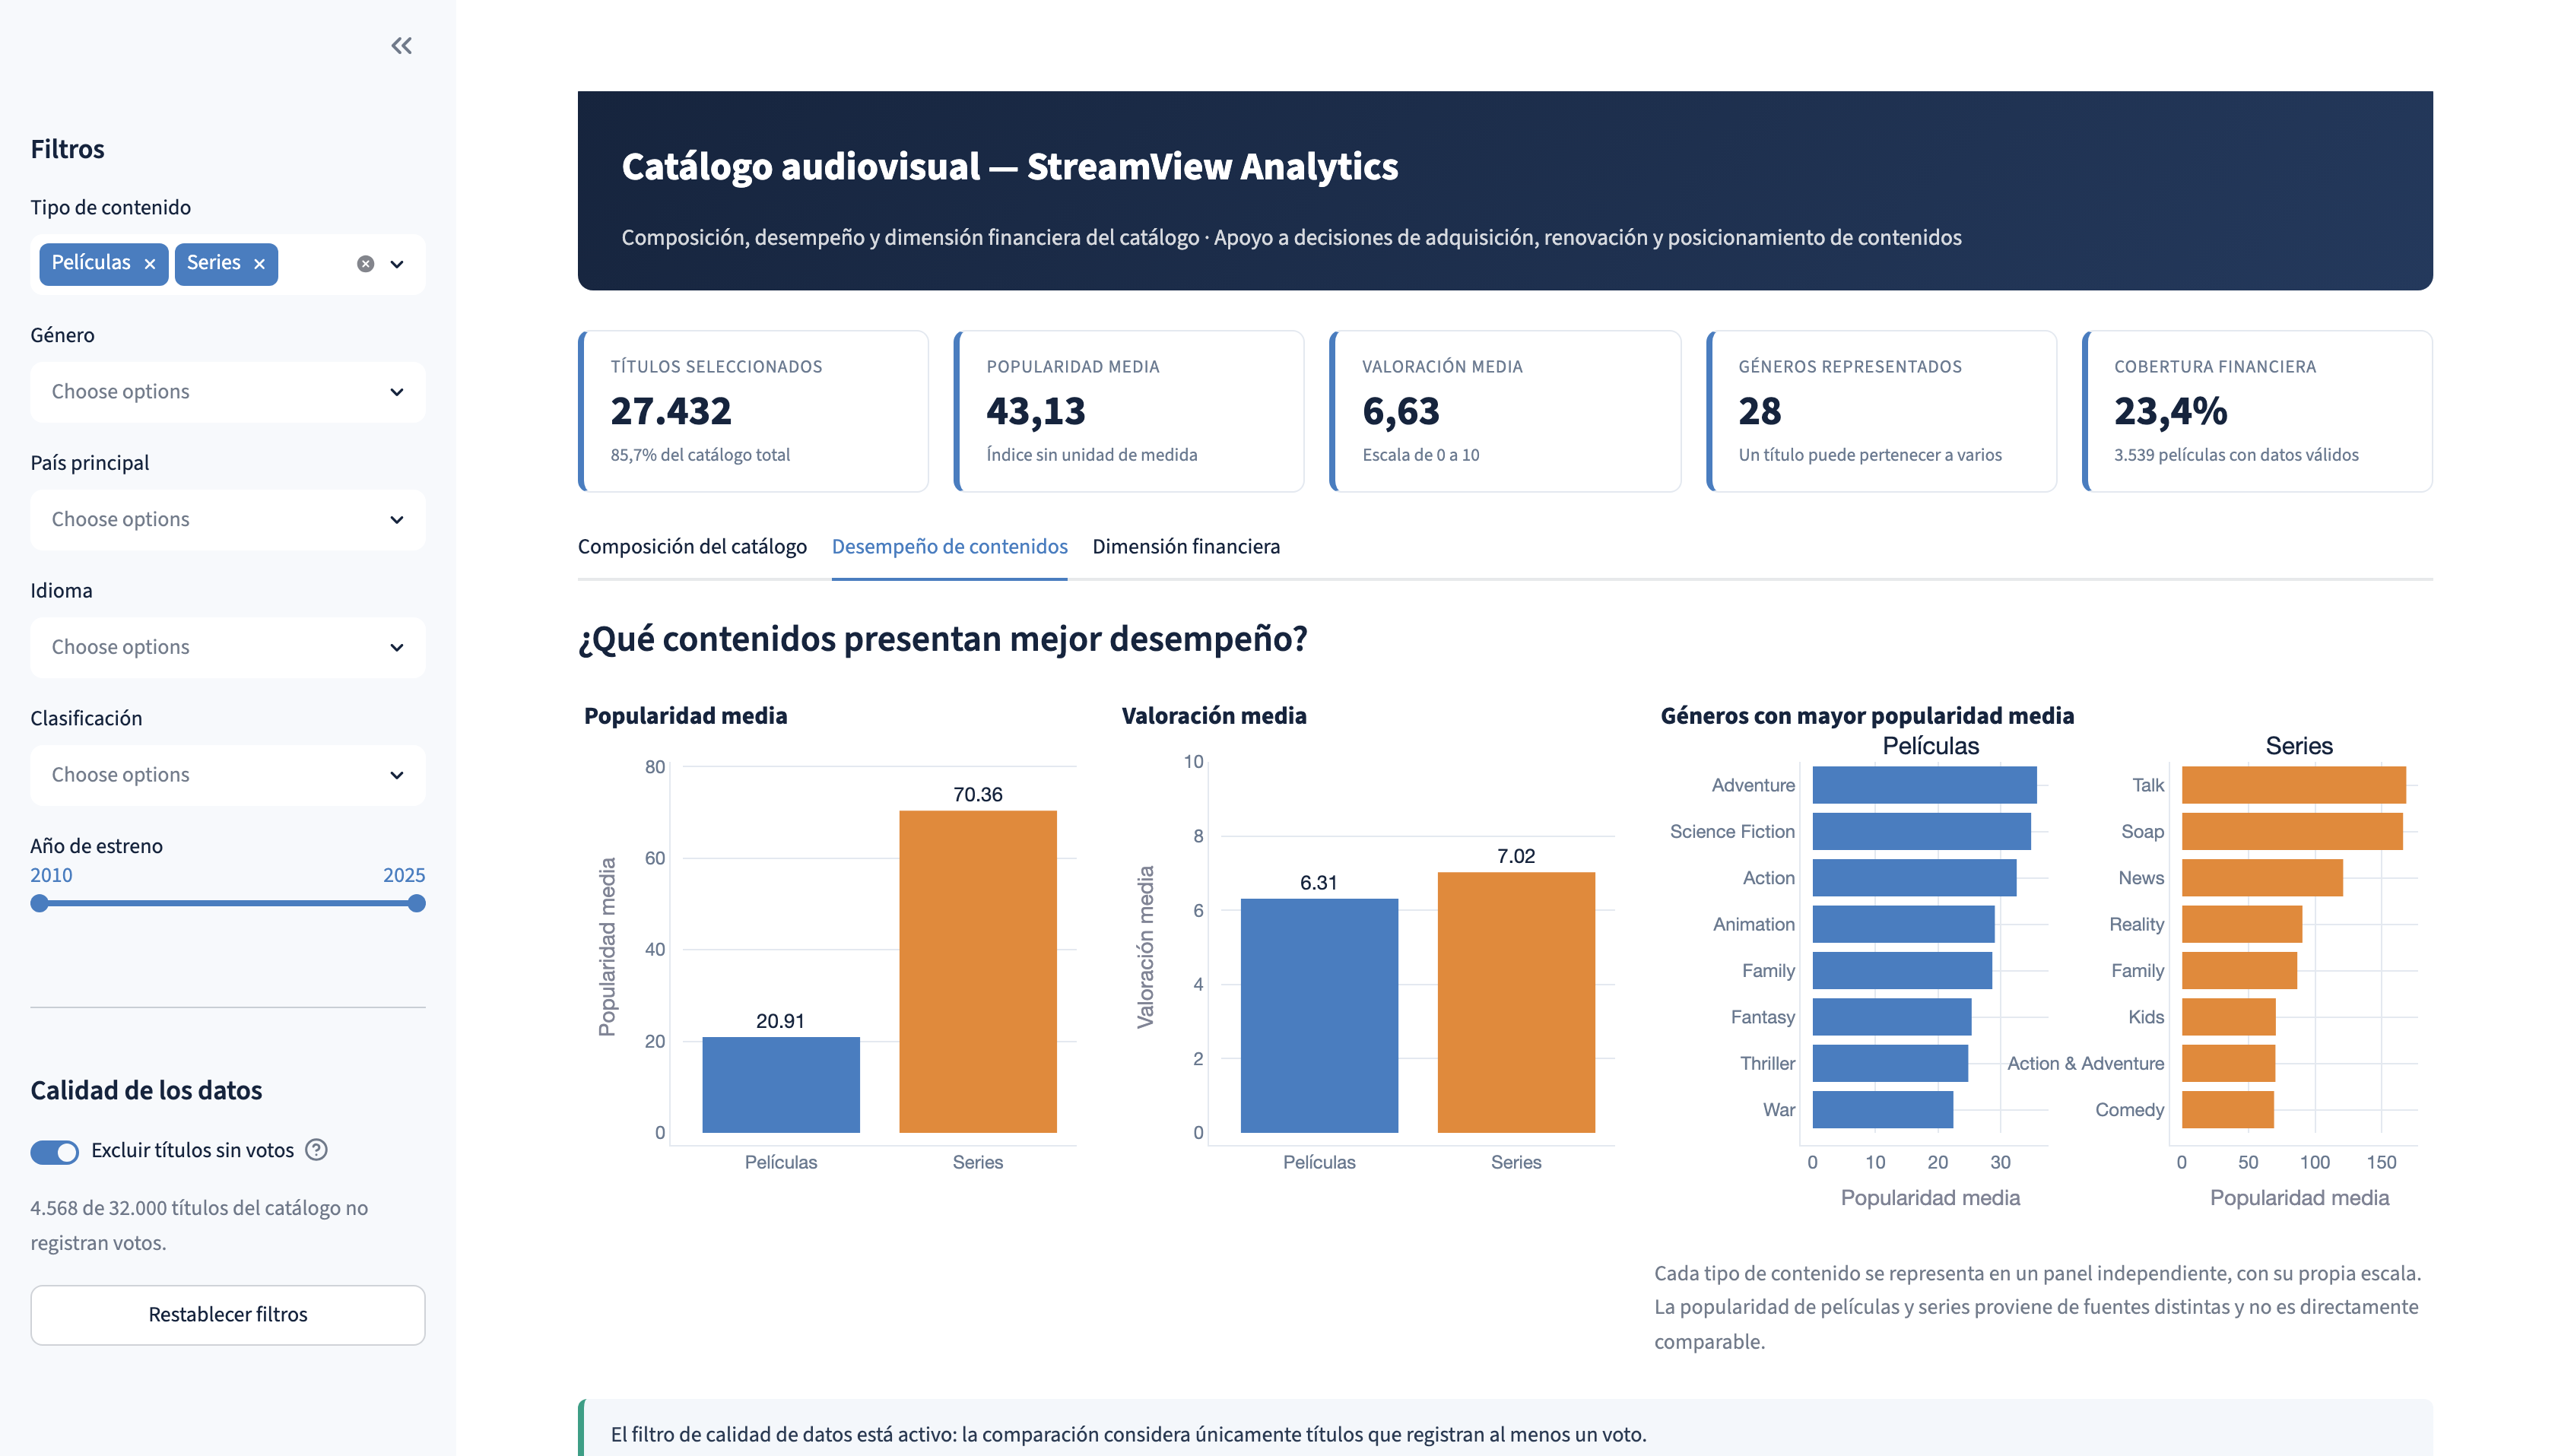 Filtros
Tipo de contenido
Películas
Series
Género
Choose options
País principal
Choose options
Idioma
Choose options
Clasificación
Choose options
Año de estreno
2010 2025
Calidad de los datos
Excluir títulos sin votos
4.568 de 32.000 títulos del catálogo no
registran votos.
Restablecer filtros
Catálogo audiovisual — StreamView Analytics
Composición, desempeño y dimensión financiera del catálogo · Apoyo a decisiones de adquisición, renovación y posicionamiento de contenidos
TÍTULOS SELECCIONADOS
27.432
85,7% del catálogo total
POPULARIDAD MEDIA
43,13
Índice sin unidad de medida
VALORACIÓN MEDIA
6,63
Escala de 0 a 10
GÉNEROS REPRESENTADOS
28
Un título puede pertenecer a varios
COBERTURA FINANCIERA
23,4%
3.539 películas con datos válidos
Composición del catálogo Desempeño de contenidos Dimensión financiera
¿Qué contenidos presentan mejor desempeño?
Popularidad media
Popularidad media
80
60
40
20
0
20.91
70.36
Películas Series
Valoración media
Valoración media
10
8
6
4
2
0
6.31
7.02
Películas Series
Géneros con mayor popularidad media
Películas
Adventure
Science Fiction
Action
Animation
Family
Fantasy
Thriller
War
0 10 20 30
Popularidad media
Series
Talk
Soap
News
Reality
Family
Kids
Action & Adventure
Comedy
0 50 100 150
Popularidad media
Cada tipo de contenido se representa en un panel independiente, con su propia escala.
La popularidad de películas y series proviene de fuentes distintas y no es directamente
comparable.
El filtro de calidad de datos está activo: la comparación considera únicamente títulos que registran al menos un voto.